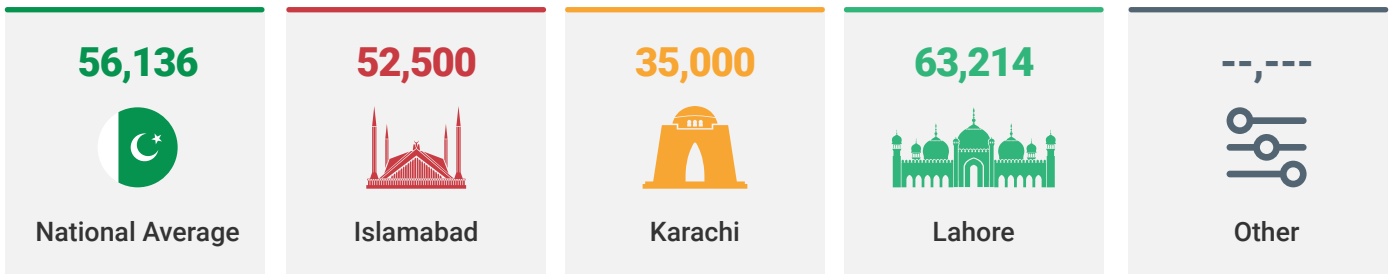 56,136
National Average
52,500
Islamabad
35,000
Karachi
63,214
Lahore
--,---
Other